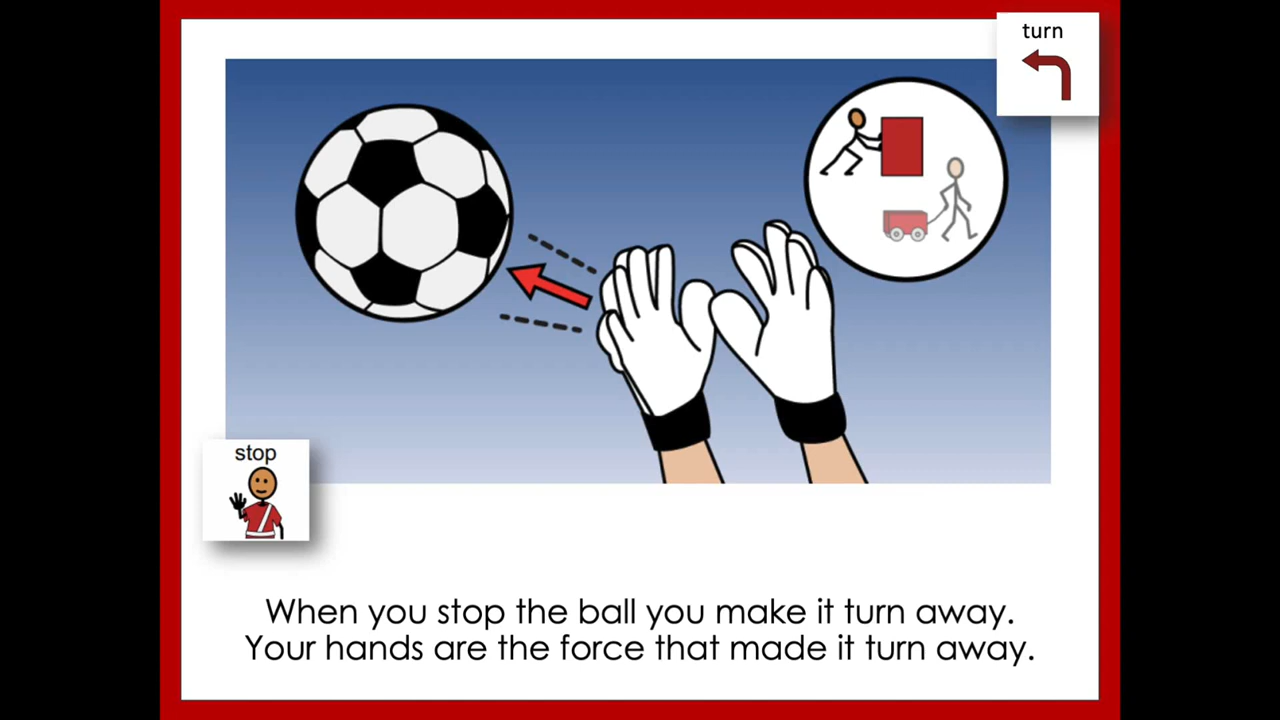 turn
stop
When you stop the ball you make it turn away.
Your hands are the force that made it turn away.